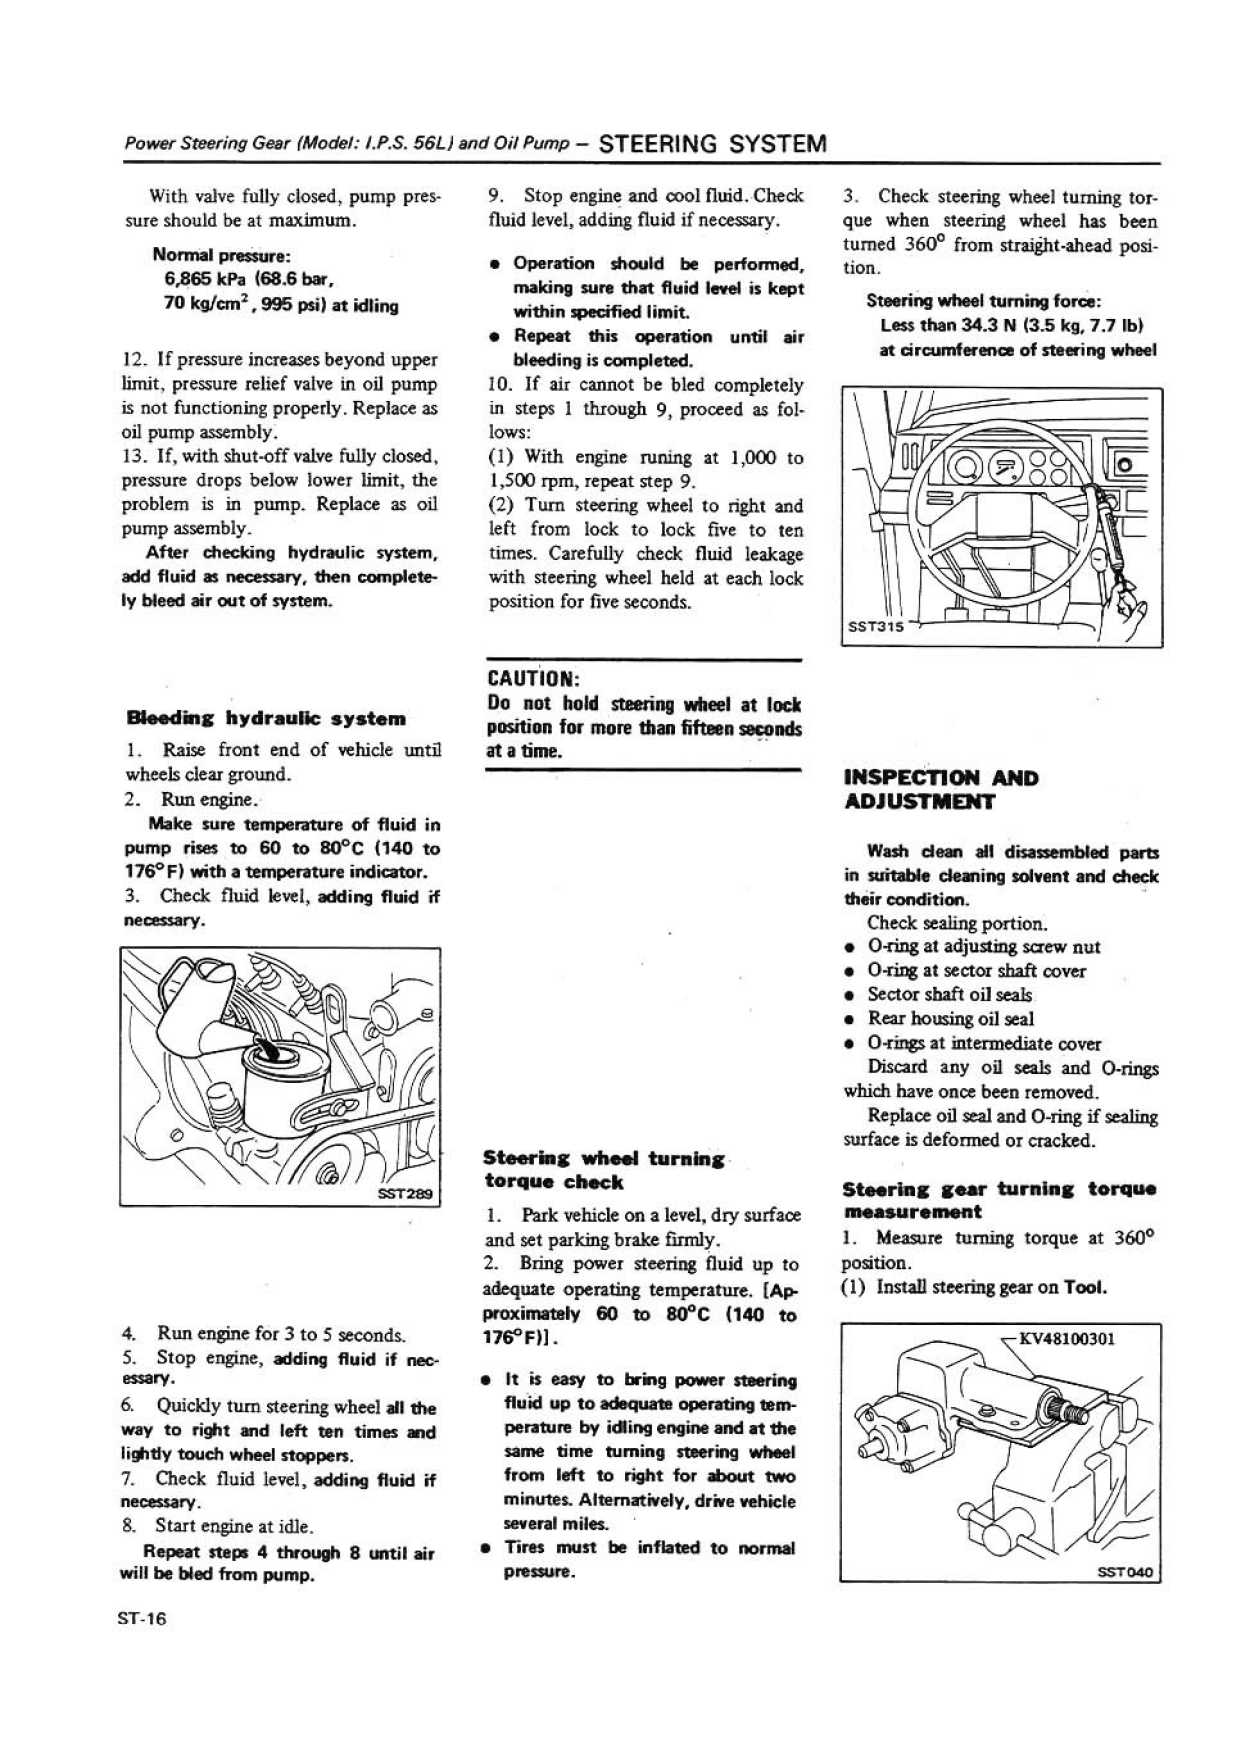 Power Steering Gear (Model: I.P.S. 56L) and Oil Pump — STEERING SYSTEM
With valve fully closed, pump pres-
sure should be at maximum.
Normal pressure:
6,865 kPa (68.6 bar,
70 kg/cm², 995 psi) at idling
12. If pressure increases beyond upper
limit, pressure relief valve in oil pump
is not functioning properly. Replace as
oil pump assembly.
13. If, with shut-off valve fully closed,
pressure drops below lower limit, the
problem is in pump. Replace as oil
pump assembly.
After checking hydraulic system,
add fluid as necessary, then complete-
ly bleed air out of system.
Bleeding hydraulic system
1. Raise front end of vehicle until
wheels clear ground.
2. Run engine.
Make sure temperature of fluid in
pump rises to 60 to 80°C (140 to
176°F) with a temperature indicator.
3. Check fluid level, adding fluid if
necessary.
SST289
4. Run engine for 3 to 5 seconds.
5. Stop engine, adding fluid if nec-
essary.
6. Quickly turn steering wheel all the
way to right and left ten times and
lightly touch wheel stoppers.
7. Check fluid level, adding fluid if
necessary.
8. Start engine at idle.
Repeat steps 4 through 8 until air
will be bled from pump.
9. Stop engine and cool fluid. Check
fluid level, adding fluid if necessary.
• Operation should be performed,
making sure that fluid level is kept
within specified limit.
• Repeat this operation until air
bleeding is completed.
10. If air cannot be bled completely
in steps 1 through 9, proceed as fol-
lows:
(1) With engine runing at 1,000 to
1,500 rpm, repeat step 9.
(2) Turn steering wheel to right and
left from lock to lock five to ten
times. Carefully check fluid leakage
with steering wheel held at each lock
position for five seconds.
CAUTION:
Do not hold steering wheel at lock
position for more than fifteen seconds
at a time.
Steering wheel turning
torque check
1. Park vehicle on a level, dry surface
and set parking brake firmly.
2. Bring power steering fluid up to
adequate operating temperature. [Ap-
proximately 60 to 80°C (140 to
176°F)].
• It is easy to bring power steering
fluid up to adequate operating tem-
perature by idling engine and at the
same time turning steering wheel
from left to right for about two
minutes. Alternatively, drive vehicle
several miles.
• Tires must be inflated to normal
pressure.
3. Check steering wheel turning tor-
que when steering wheel has been
turned 360° from straight-ahead posi-
tion.
Steering wheel turning force:
Less than 34.3 N (3.5 kg, 7.7 lb)
at circumference of steering wheel
SST315
INSPECTION AND
ADJUSTMENT
Wash clean all disassembled parts
in suitable cleaning solvent and check
their condition.
Check sealing portion.
• O-ring at adjusting screw nut
• O-ring at sector shaft cover
• Sector shaft oil seals
• Rear housing oil seal
• O-rings at intermediate cover
Discard any oil seals and O-rings
which have once been removed.
Replace oil seal and O-ring if sealing
surface is deformed or cracked.
Steering gear turning torque
measurement
1. Measure turning torque at 360°
position.
(1) Install steering gear on Tool.
KV48100301
SST040
ST-16